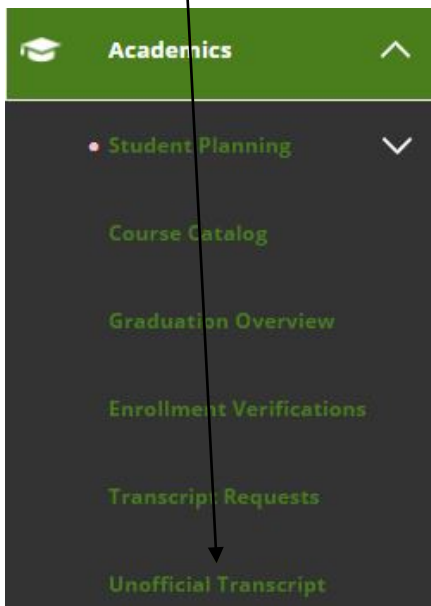 Academics
Student Planning
Course Catalog
Graduation Overview
Enrollment Verifications
Transcript Requests
Unofficial Transcript